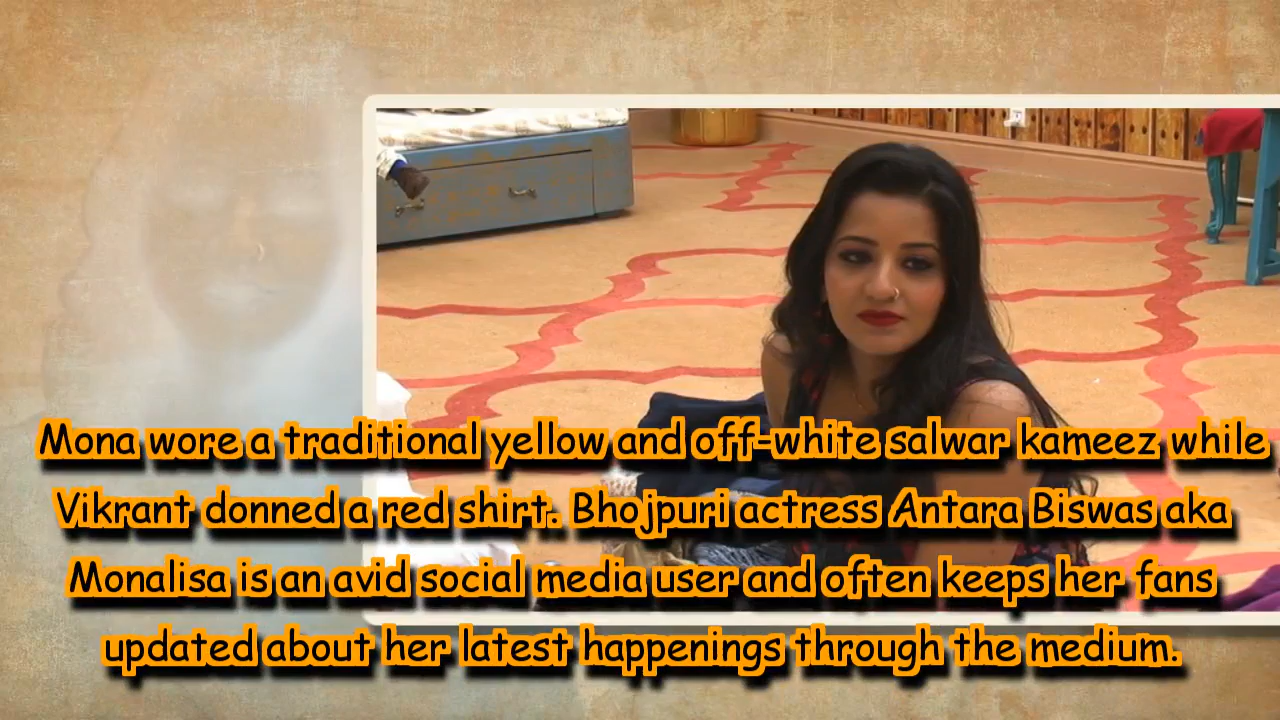 Mona wore a traditional yellow and off-white salwar kameez while
Vikrant donned a red shirt. Bhojpuri actress Antara Biswas aka
Monalisa is an avid social media user and often keeps her fans
updated about her latest happenings through the medium.